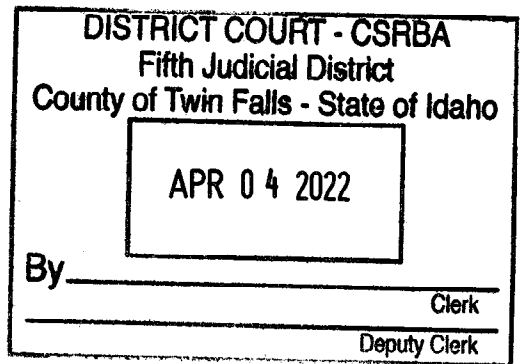 DISTRICT COURT - CSRBA
Fifth Judicial District
County of Twin Falls - State of Idaho
APR 04 2022
By
Clerk
Deputy Clerk